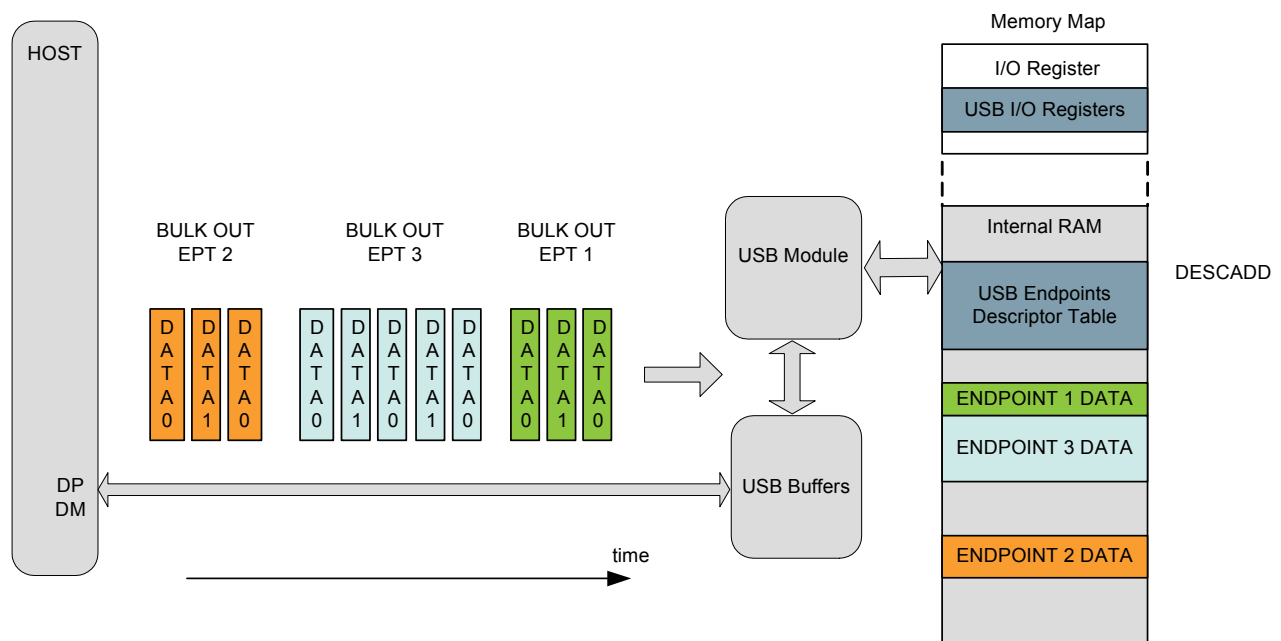 Memory Map
HOST
I/O Register
USB I/O Registers
BULK OUT
EPT 2
BULK OUT
EPT 3
BULK OUT
EPT 1
USB Module
Internal RAM
USB Endpoints
Descriptor Table
DESCADD
DATA0
DATA1
DATA0
DATA0
DATA1
DATA0
DATA1
DATA0
DATA0
DATA1
DATA0
ENDPOINT 1 DATA
ENDPOINT 3 DATA
DP
DM
USB Buffers
time
ENDPOINT 2 DATA